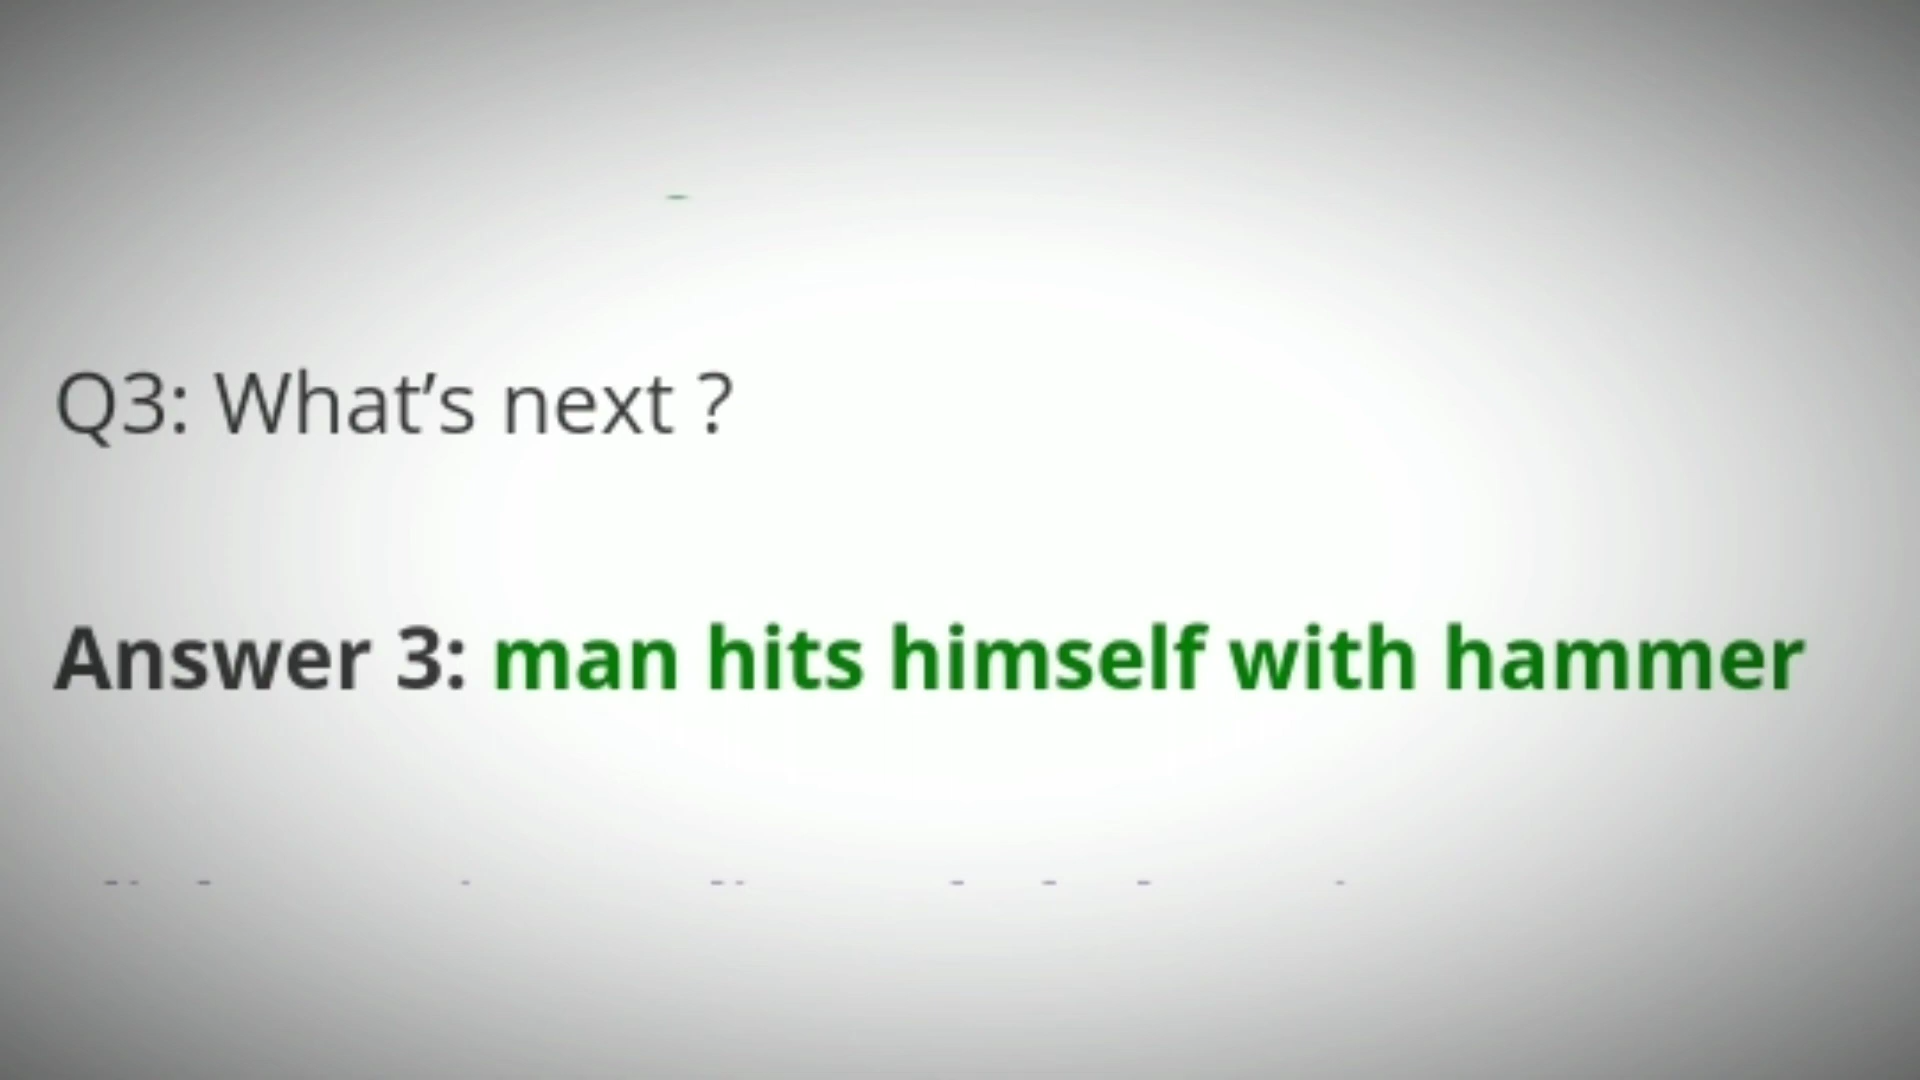 Q3: What’s next ?
Answer 3: man hits himself with hammer